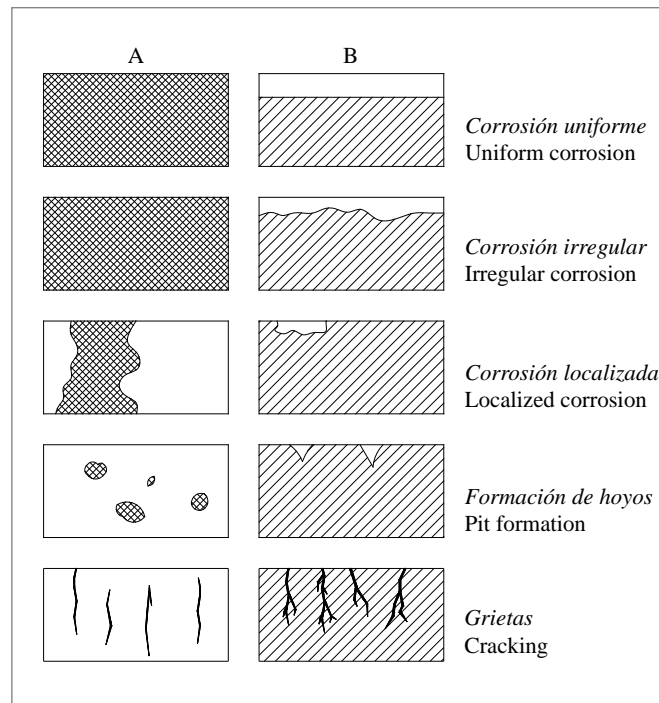 A B
Corrosión uniforme
Uniform corrosion
Corrosión irregular
Irregular corrosion
Corrosión localizada
Localized corrosion
Formación de hoyos
Pit formation
Grietas
Cracking